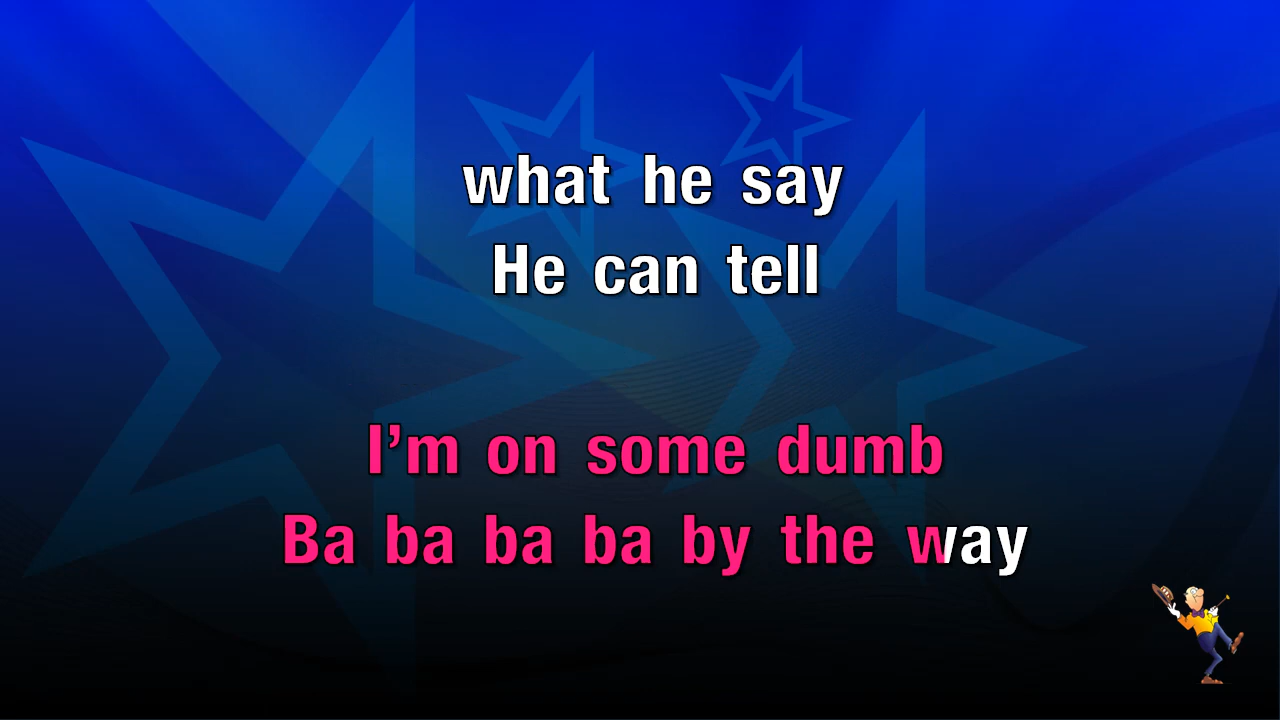 what he say
He can tell
I’m on some dumb
Ba ba ba ba by the way